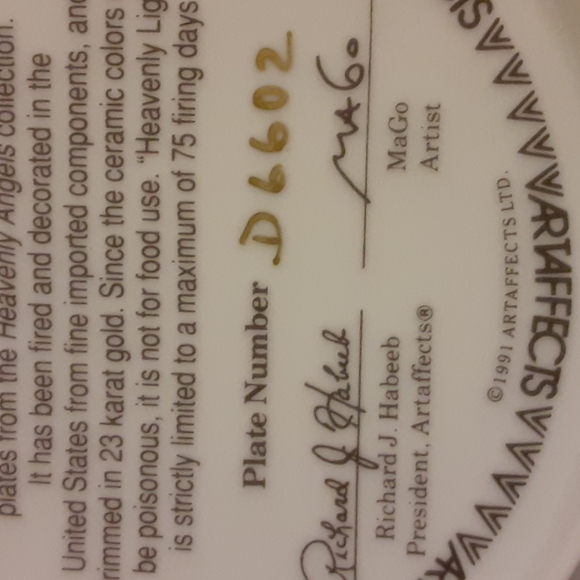 plates from the Heavenly Angels collection.
It has been fired and decorated in the
United States from fine imported components, and
rimmed in 23 karat gold. Since the ceramic colors
be poisonous, it is not for food use. "Heavenly Lig
is strictly limited to a maximum of 75 firing days
Plate Number D6602
Richard J Habeeb MAGo
Richard J. Habeeb MaGo
President, Artaffects® Artist
©1991 ARTAFFECTS LTD.
ARTAFFECTS